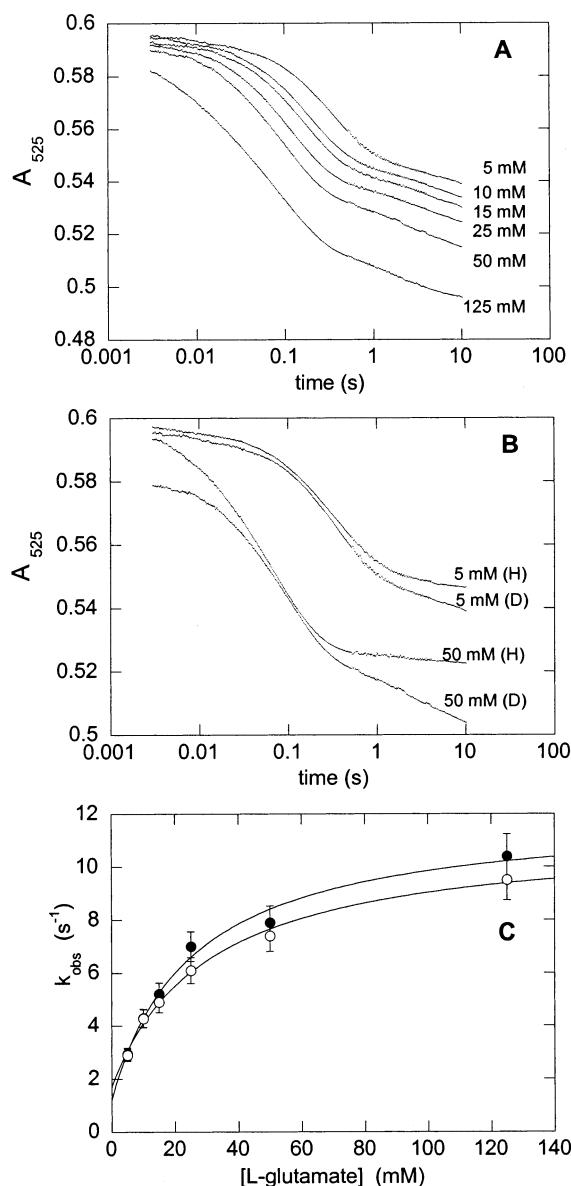 0.6
A
0.58
0.56
A 525
0.54
5 mM
10 mM
15 mM
25 mM
0.52
50 mM
0.5
125 mM
0.48
0.001 0.01 0.1 1 10 100
time (s)
0.6
B
0.58
A 525
0.56
5 mM (H)
5 mM (D)
0.54
50 mM (H)
0.52
50 mM (D)
0.5
0.001 0.01 0.1 1 10 100
time (s)
12
10
8
C
k obs (s-1)
6
4
2
0
0 20 40 60 80 100 120 140
[L-glutamate] (mM)